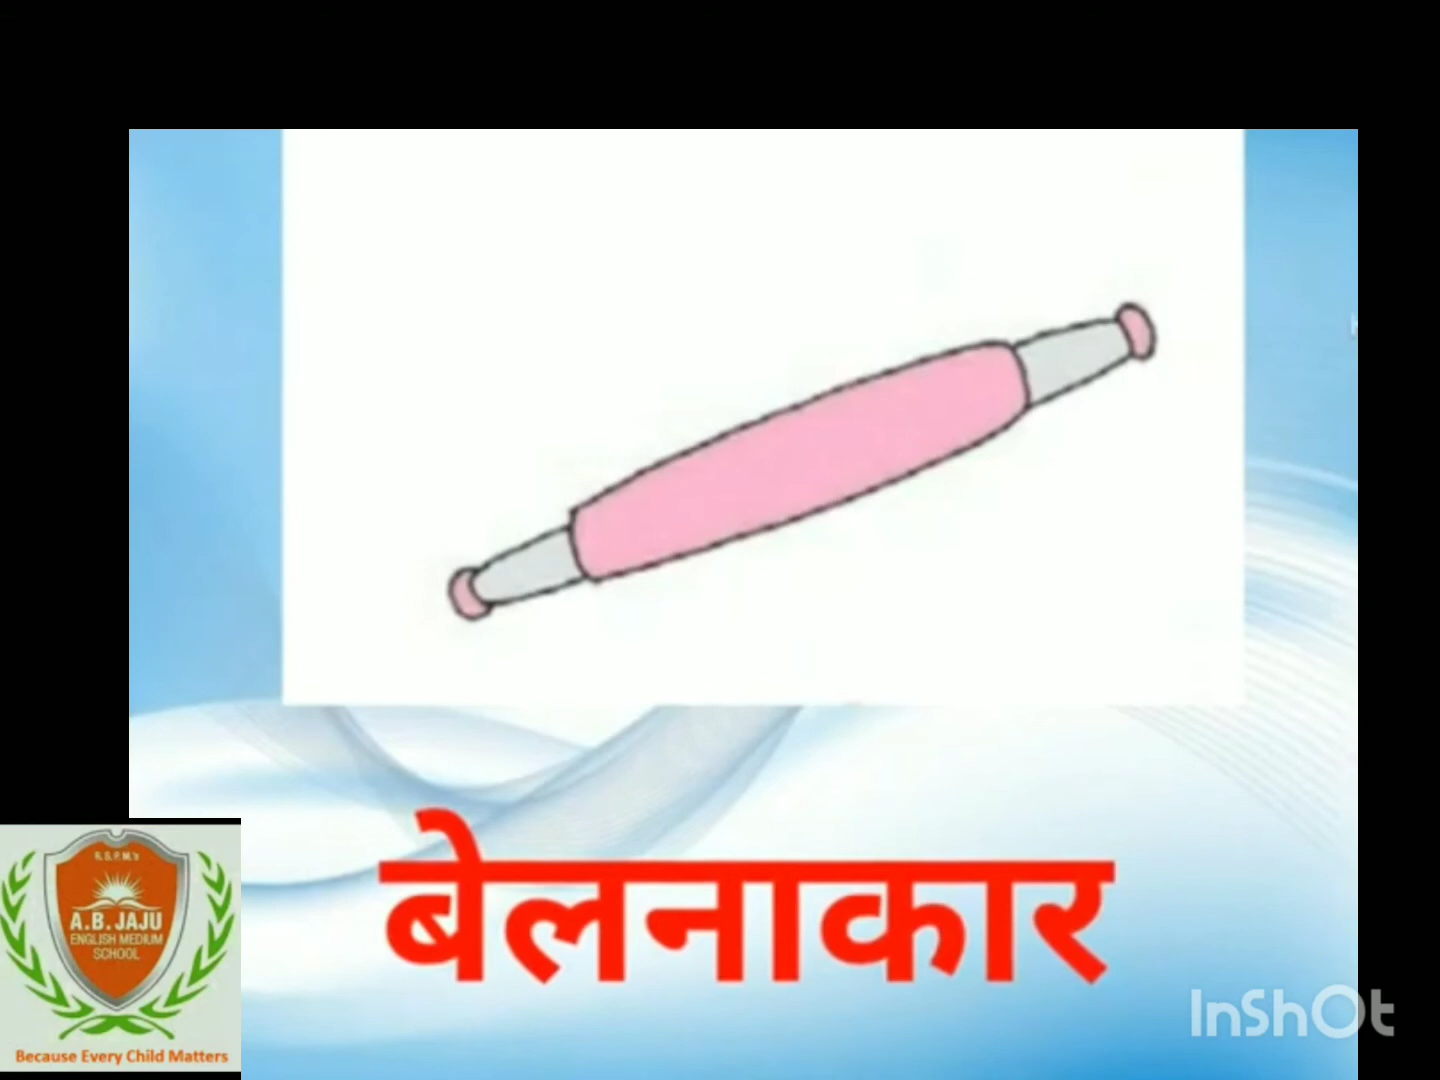 बेलनाकार
R.S.P.M.'s
A.B.JAJU
ENGLISH MEDIUM
SCHOOL
Because Every Child Matters
InShOt